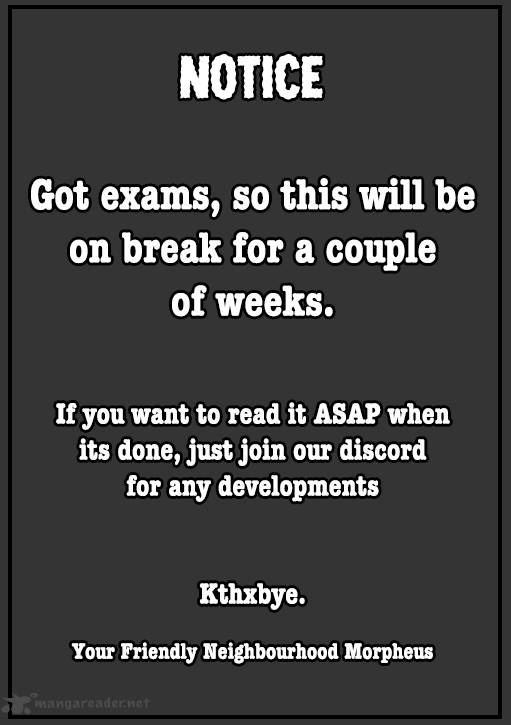 NOTICE
Got exams, so this will be
on break for a couple
of weeks.
If you want to read it ASAP when
its done, just join our discord
for any developments
Kthxbye.
Your Friendly Neighbourhood Morpheus
mangareader.net